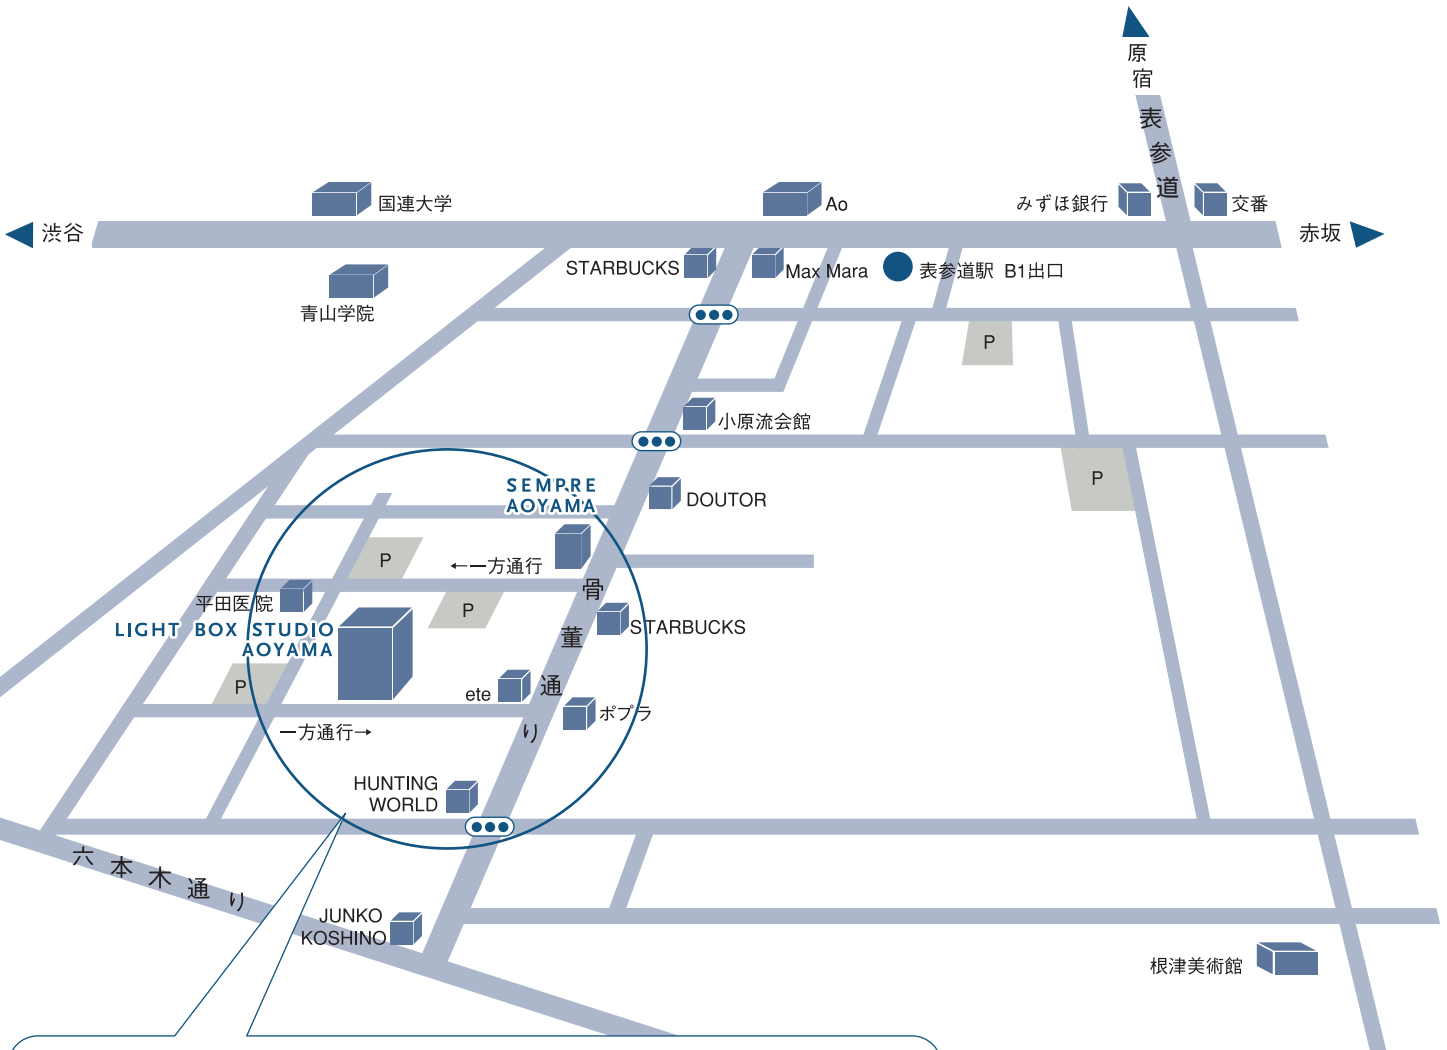 原宿
表参道
国連大学
Ao
みずほ銀行
交番
渋谷
赤坂
STARBUCKS
Max Mara
表参道駅 B1出口
青山学院
P
小原流会館
P
SEMPRE
AOYAMA
DOUTOR
P
←一方通行
骨董通り
平田医院
P
LIGHT BOX STUDIO
AOYAMA
STARBUCKS
P
ete
ポプラ
一方通行→
HUNTING
WORLD
六本木通り
JUNKO
KOSHINO
根津美術館